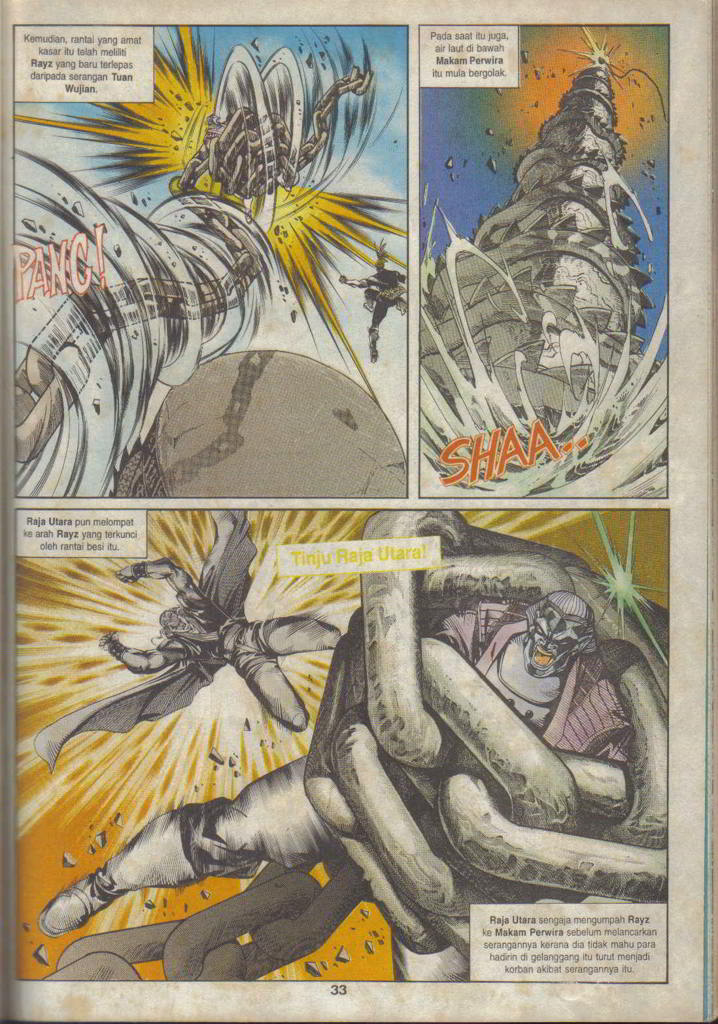 Kemudian, rantai yang amat
kasar itu telah meliliti
Rayz yang baru terlepas
daripada serangan Tuan
Wujian.
Pada saat itu juga,
air laut di bawah
Makam Perwira
itu mula bergolak.
PANG!
SHAA..
Raja Utara pun melompat
ke arah Rayz yang terkunci
oleh rantai besi itu.
Tinju Raja Utara!
Raja Utara sengaja mengumpah Rayz
ke Makam Perwira sebelum melancarkan
serangannya kerana dia tidak mahu para
hadirin di gelanggang itu turut menjadi
korban akibat serangannya itu.
33